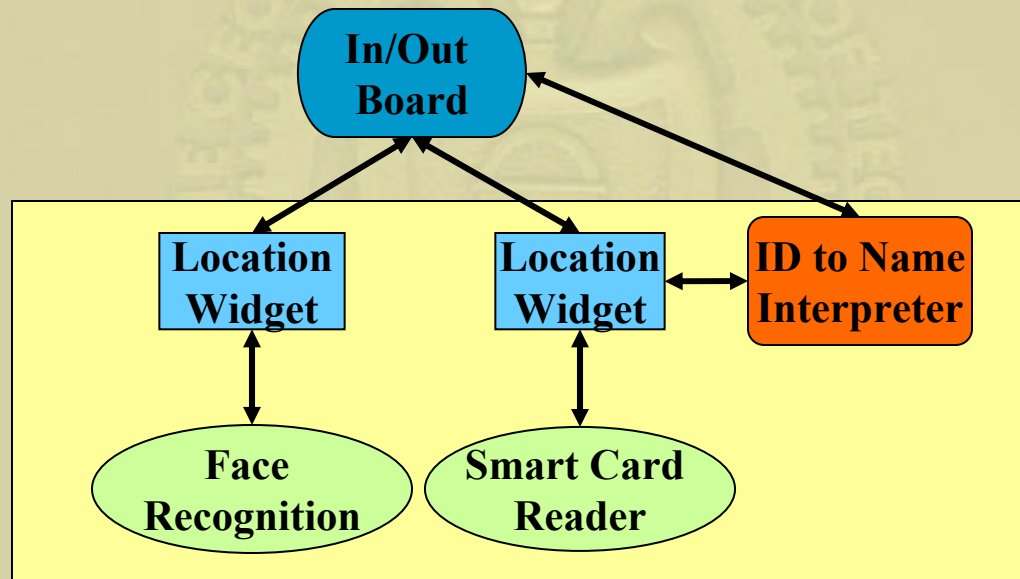 In/Out
Board
Location
Widget
Location
Widget
ID to Name
Interpreter
Face
Recognition
Smart Card
Reader